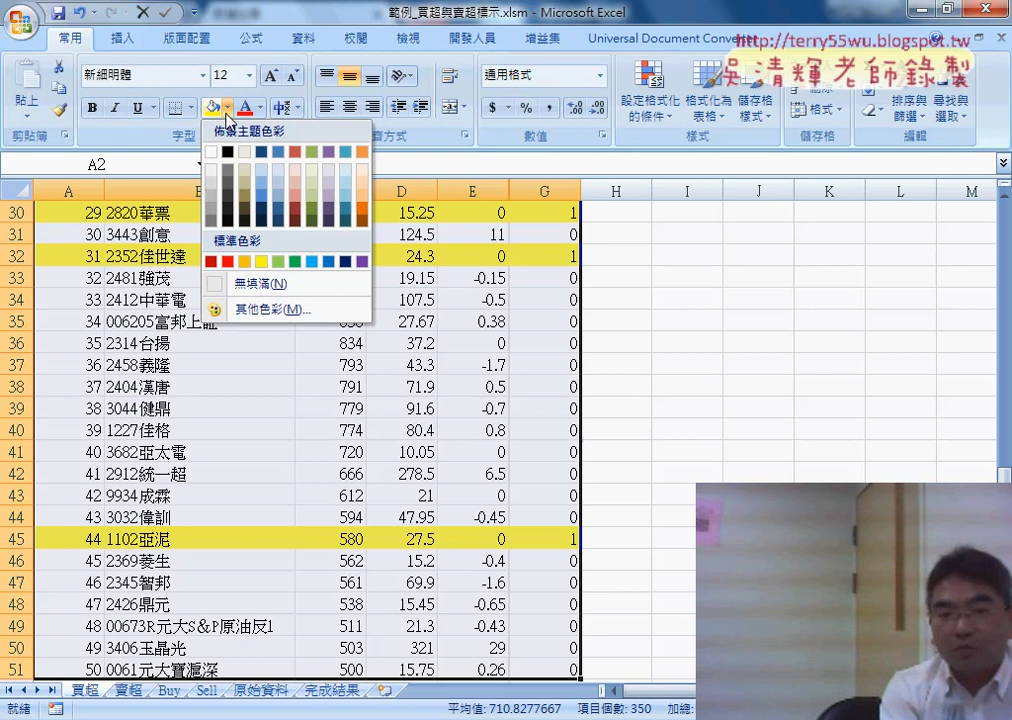 範例_買超與賣超標示.xlsm - Microsoft Excel
常用 插入 版面配置 公式 資料 校閱 檢視 開發人員 增益集 Universal Document Conve
http://terry55wu.blogspot.tw
吳清輝老師錄製
貼上 新細明體 12 A A 通用格式 設定格式化的條件 格式化為表格 儲存格樣式 格式 排序與篩選 尋找與選取
B I U A $ % ,
剪貼簿 字型 齊方式 數值 樣式 儲存格 編輯
佈景主題色彩
標準色彩
無填滿(N)
其他色彩(M)...
A2
A D E G H I J K L M
30 29 2820華票 15.25 0 1
31 30 3443創意 124.5 11 0
32 31 2352佳世達 24.3 0 1
33 32 2481強茂 19.15 -0.15 0
34 33 2412中華電 107.5 -0.5 0
35 34 006205富邦上 27.67 0.38 0
36 35 2314台揚 834 37.2 0 0
37 36 2458義隆 793 43.3 -1.7 0
38 37 2404漢唐 791 71.9 0.5 0
39 38 3044健鼎 779 91.6 -0.7 0
40 39 1227佳格 774 80.4 0.8 0
41 40 3682亞太電 720 10.05 0 0
42 41 2912統一超 666 278.5 6.5 0
43 42 9934成霖 612 21 0 0
44 43 3032偉訓 594 47.95 -0.45 0
45 44 1102亞泥 580 27.5 0 1
46 45 2369菱生 562 15.2 -0.4 0
47 46 2345智邦 561 69.9 -1.6 0
48 47 2426鼎元 538 15.45 -0.65 0
49 48 00673R元大S&P原油反1 511 21.3 -0.43 0
50 49 3406玉晶光 503 321 29 0
51 50 0061元大寶滬深 500 15.75 0.26 0
買超 賣超 Buy Sell 原始資料 完成結果
就緒 平均值: 710.8277667 項目個數: 350 加總: